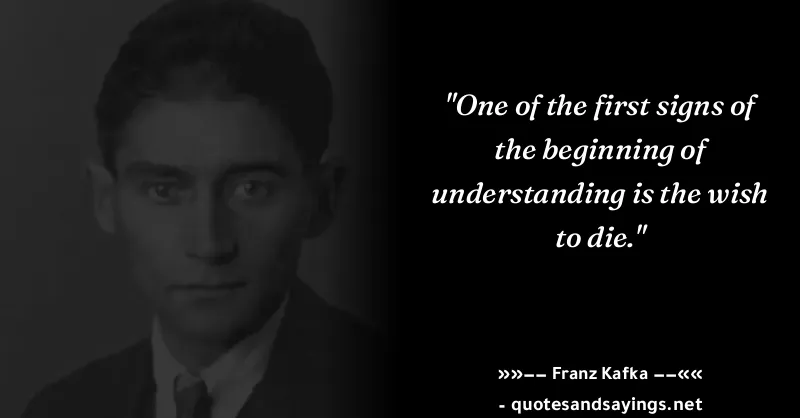 "One of the first signs of
the beginning of
understanding is the wish
to die."
»»−− Franz Kafka −−««
- quotesandsayings.net